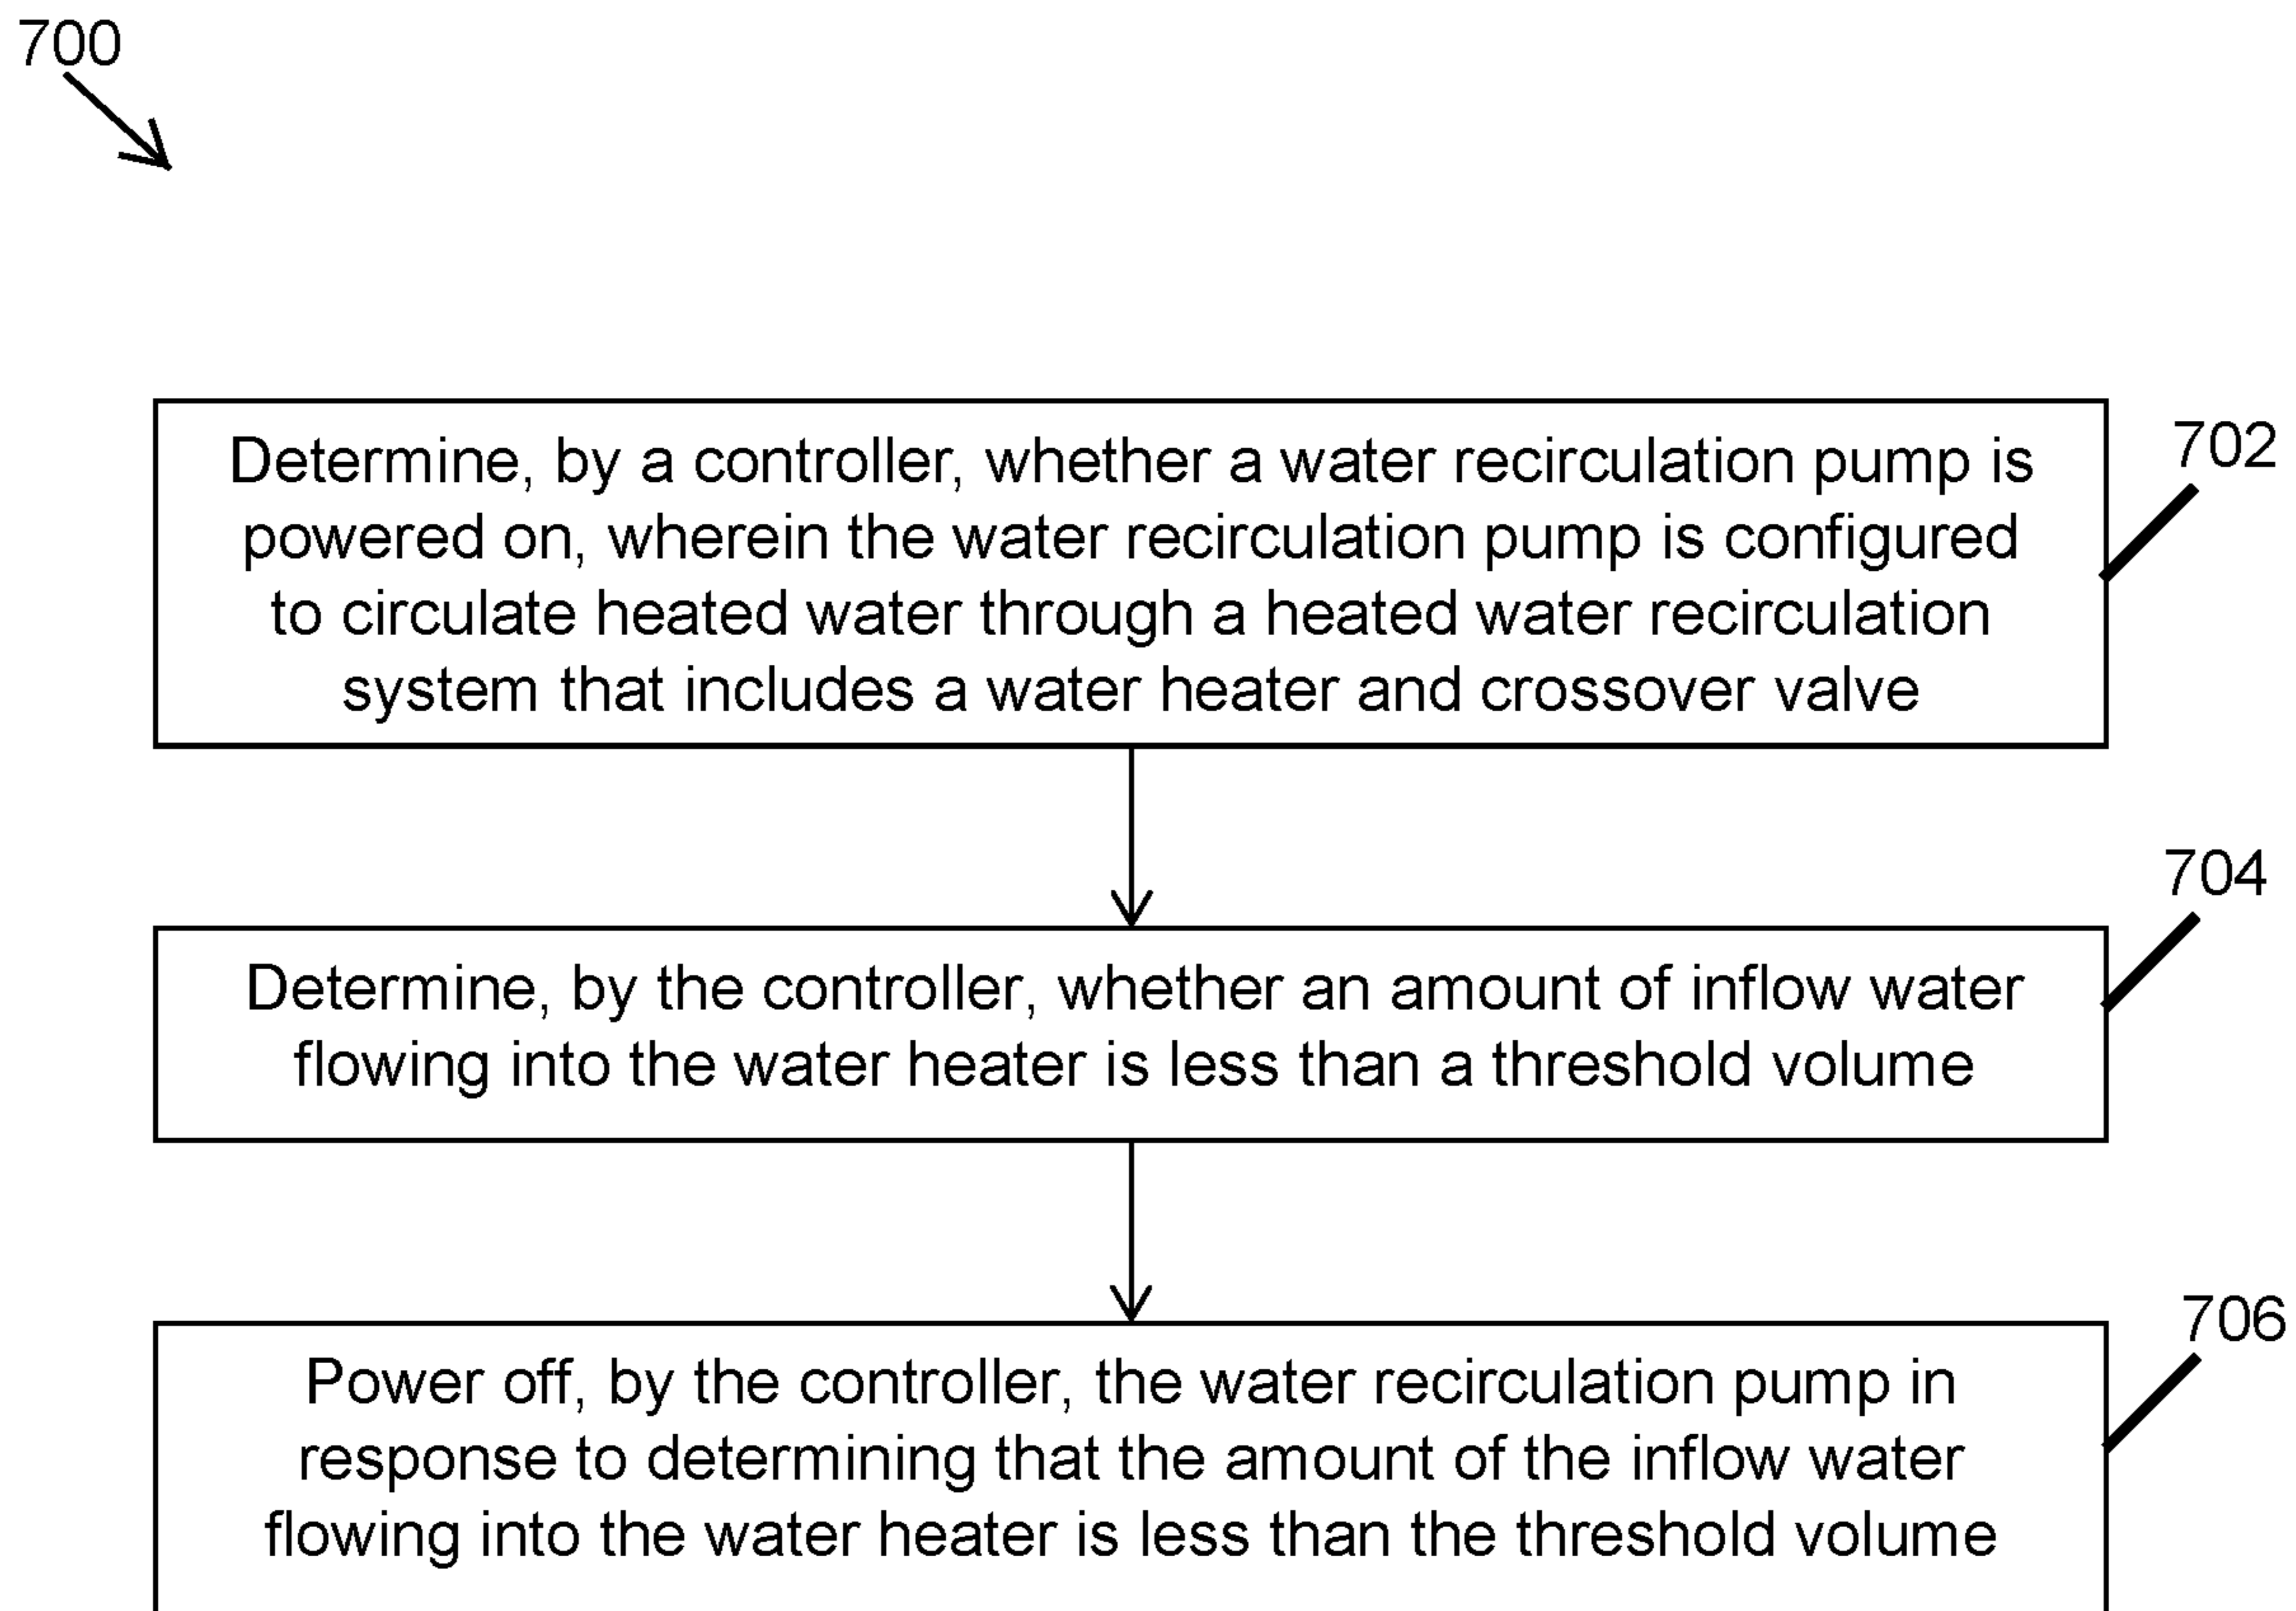 700
Determine, by a controller, whether a water recirculation pump is
powered on, wherein the water recirculation pump is configured
to circulate heated water through a heated water recirculation
system that includes a water heater and crossover valve
702
Determine, by the controller, whether an amount of inflow water
flowing into the water heater is less than a threshold volume
704
Power off, by the controller, the water recirculation pump in
response to determining that the amount of the inflow water
flowing into the water heater is less than the threshold volume
706